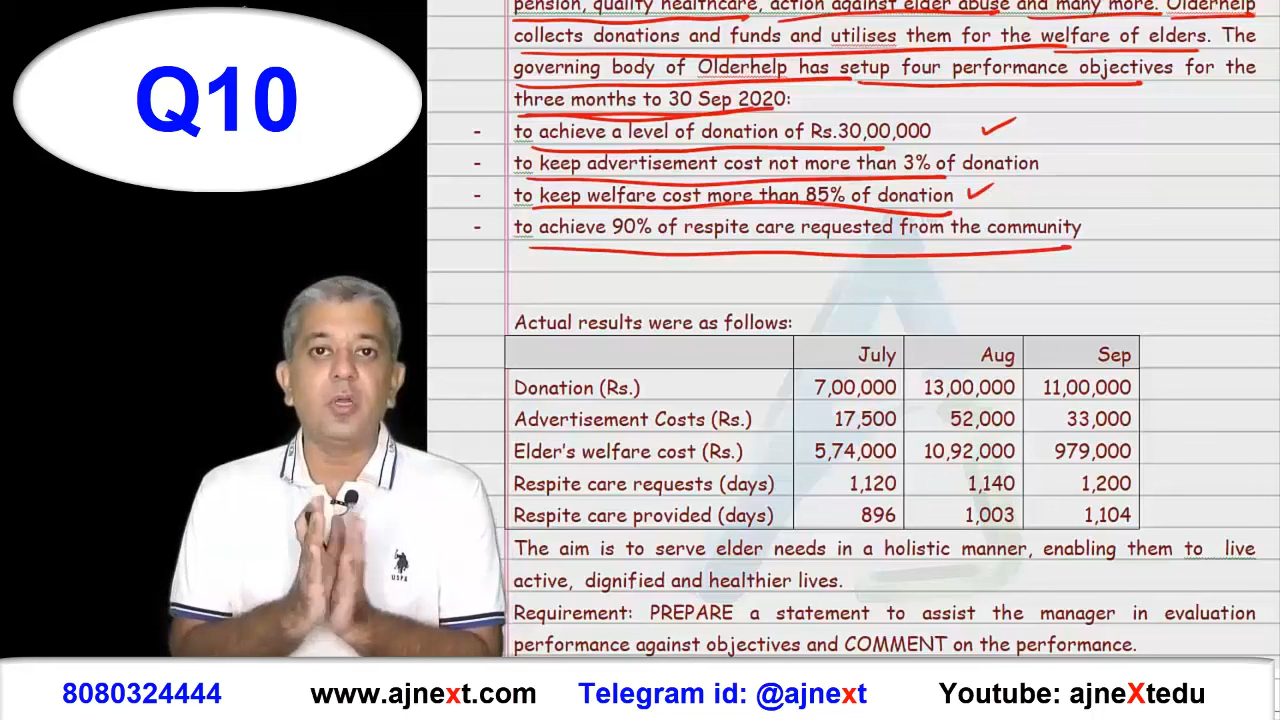 Q10
pension, quality healthcare, action against elder abuse and many more. Olderhelp
collects donations and funds and utilises them for the welfare of elders. The
governing body of Olderhelp has setup four performance objectives for the
three months to 30 Sep 2020:
- to achieve a level of donation of Rs.30,00,000
- to keep advertisement cost not more than 3% of donation
- to keep welfare cost more than 85% of donation
- to achieve 90% of respite care requested from the community
Actual results were as follows:
July Aug Sep
Donation (Rs.) 7,00,000 13,00,000 11,00,000
Advertisement Costs (Rs.) 17,500 52,000 33,000
Elder's welfare cost (Rs.) 5,74,000 10,92,000 979,000
Respite care requests (days) 1,120 1,140 1,200
Respite care provided (days) 896 1,003 1,104
The aim is to serve elder needs in a holistic manner, enabling them to live
active, dignified and healthier lives.
Requirement: PREPARE a statement to assist the manager in evaluation
performance against objectives and COMMENT on the performance.
USPA
8080324444 www.ajnext.com Telegram id: @ajnext Youtube: ajneXtedu